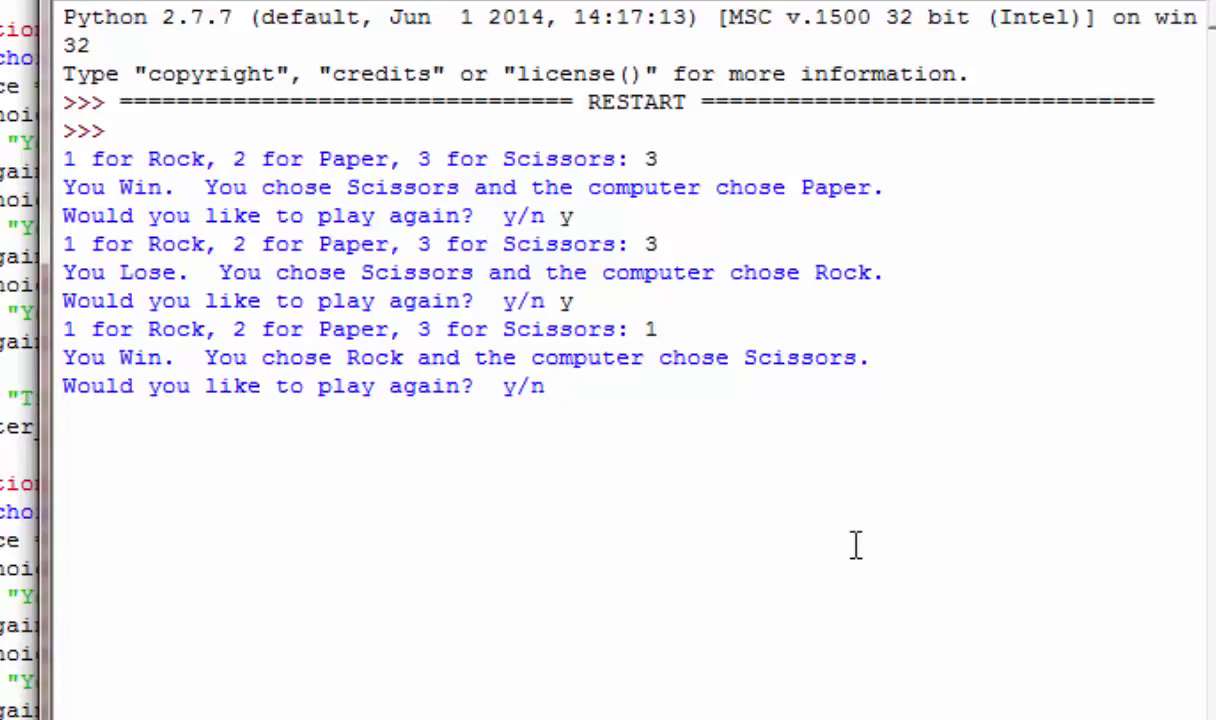 Python 2.7.7 (default, Jun  1 2014, 14:17:13) [MSC v.1500 32 bit (Intel)] on win
32
Type "copyright", "credits" or "license()" for more information.
>>> ================================ RESTART ================================
>>>
1 for Rock, 2 for Paper, 3 for Scissors: 3
You Win.  You chose Scissors and the computer chose Paper.
Would you like to play again?  y/n y
1 for Rock, 2 for Paper, 3 for Scissors: 3
You Lose.  You chose Scissors and the computer chose Rock.
Would you like to play again?  y/n y
1 for Rock, 2 for Paper, 3 for Scissors: 1
You Win.  You chose Rock and the computer chose Scissors.
Would you like to play again?  y/n